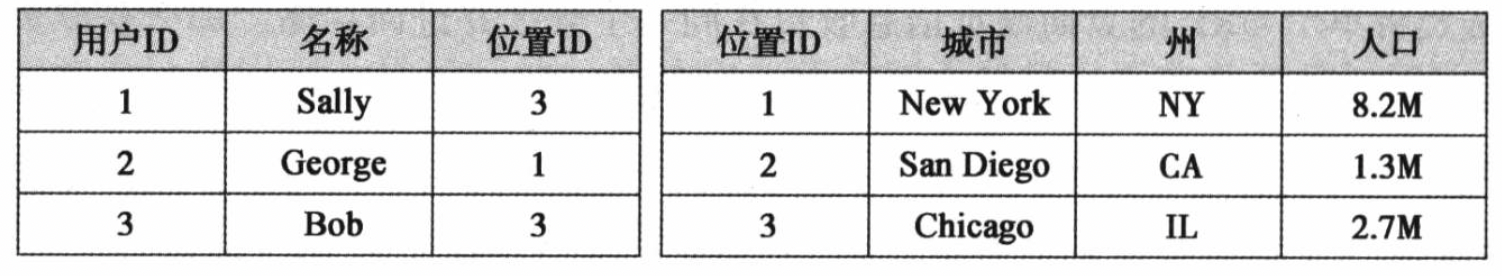 用户ID 名称 位置ID 位置ID 城市 州 人口
1 Sally 3 1 New York NY 8.2M
2 George 1 2 San Diego CA 1.3M
3 Bob 3 3 Chicago IL 2.7M